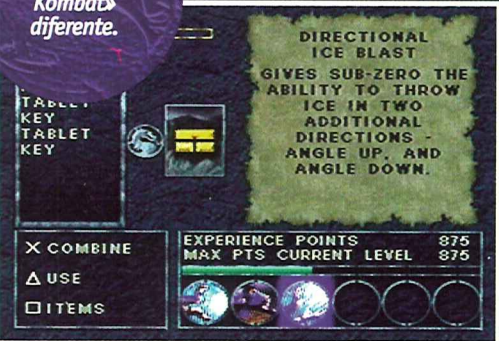 Kombat»
diferente.
TABLET
KEY
TABLET
KEY
DIRECTIONAL
ICE BLAST
GIVES SUB-ZERO THE
ABILITY TO THROW
ICE IN TWO
ADDITIONAL
DIRECTIONS -
ANGLE UP, AND
ANGLE DOWN.
X COMBINE
△ USE
□ ITEMS
EXPERIENCE POINTS 875
MAX PTS CURRENT LEVEL 875